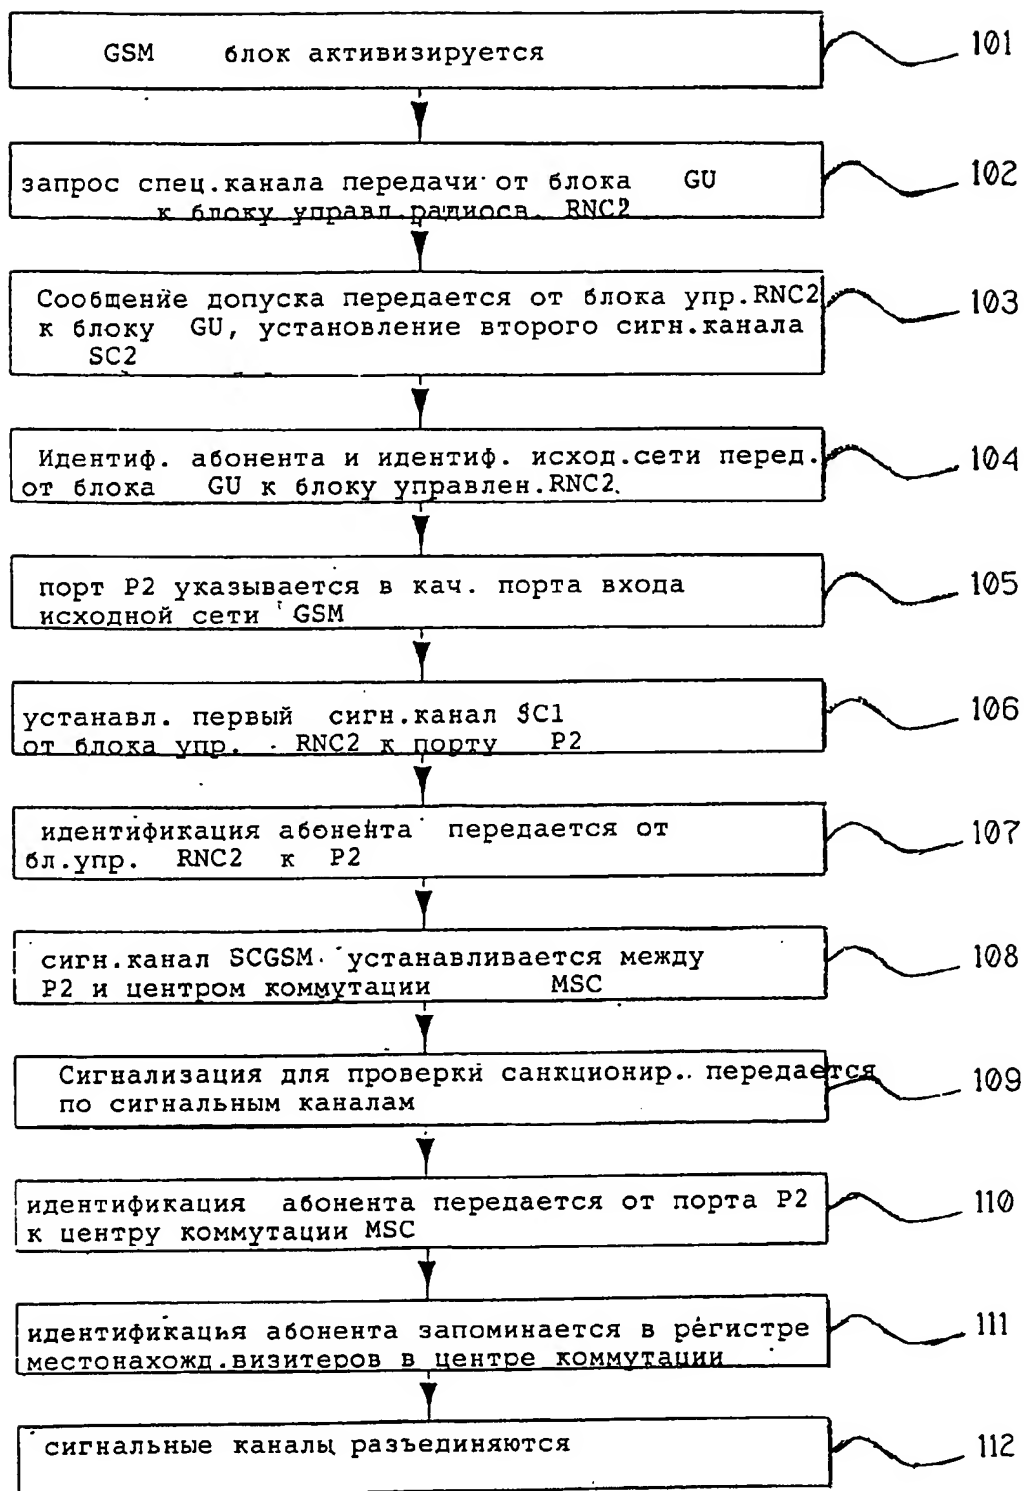 GSM блок активизируется
101
запрос спец.канала передачи от блока GU
к блоку управл.радиосв. RNC2
102
Сообщение допуска передается от блока упр.RNC2
к блоку GU, установление второго сигн.канала
SC2
103
Идентиф. абонента и идентиф. исход.сети перед.
от блока GU к блоку управлен.RNC2.
104
порт P2 указывается в кач. порта входа
исходной сети GSM
105
устанавл. первый сигн.канал SC1
от блока упр. RNC2 к порту P2
106
идентификация абонента передается от
бл.упр. RNC2 к P2
107
сигн.канал SCGSM устанавливается между
P2 и центром коммутации MSC
108
Сигнализация для проверки санкционир.. передается
по сигнальным каналам
109
идентификация абонента передается от порта P2
к центру коммутации MSC
110
идентификация абонента запоминается в регистре
местонахожд.визитеров в центре коммутации
111
сигнальные каналы разъединяются
112